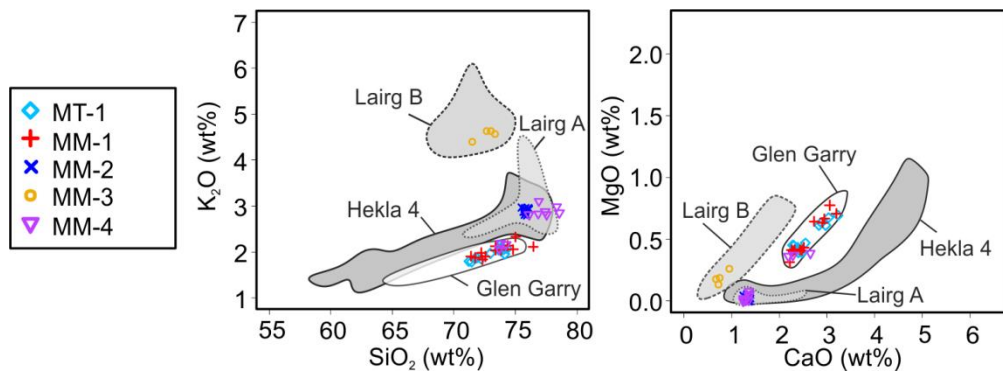 MT-1
MM-1
MM-2
MM-3
MM-4
K₂O (wt%)
7
6
5
4
3
2
1
Lairg B
Lairg A
Hekla 4
Glen Garry
55 60 65 70 75 80
SiO₂ (wt%)
MgO (wt%)
2.0
1.5
1.0
0.5
0.0
Glen Garry
Lairg B
Hekla 4
Lairg A
0 1 2 3 4 5 6
CaO (wt%)